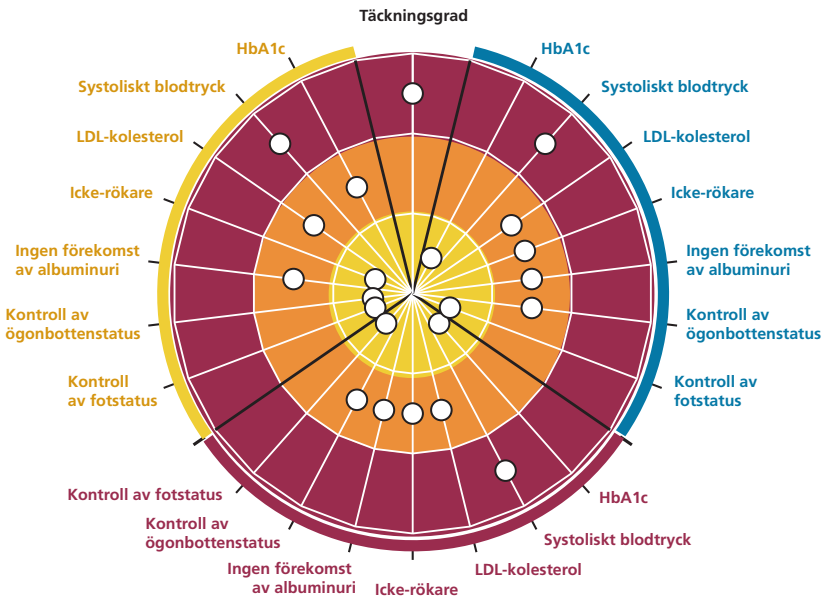 Täckningsgrad
HbA1c
Systoliskt blodtryck
LDL-kolesterol
Icke-rökare
Ingen förekomst
av albuminuri
Kontroll av
ögonbottenstatus
Kontroll av
fotstatus
HbA1c
Systoliskt blodtryck
LDL-kolesterol
Icke-rökare
Ingen förekomst
av albuminuri
Kontroll av
ögonbottenstatus
Kontroll av fotstatus
Kontroll
av fotstatus
Kontroll av
ögonbottenstatus
Ingen förekomst
av albuminuri
Icke-rökare
LDL-kolesterol
Systoliskt blodtryck
HbA1c